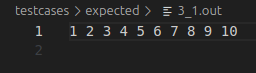 testcases > expected > 3_1.out
1 1 2 3 4 5 6 7 8 9 10
2